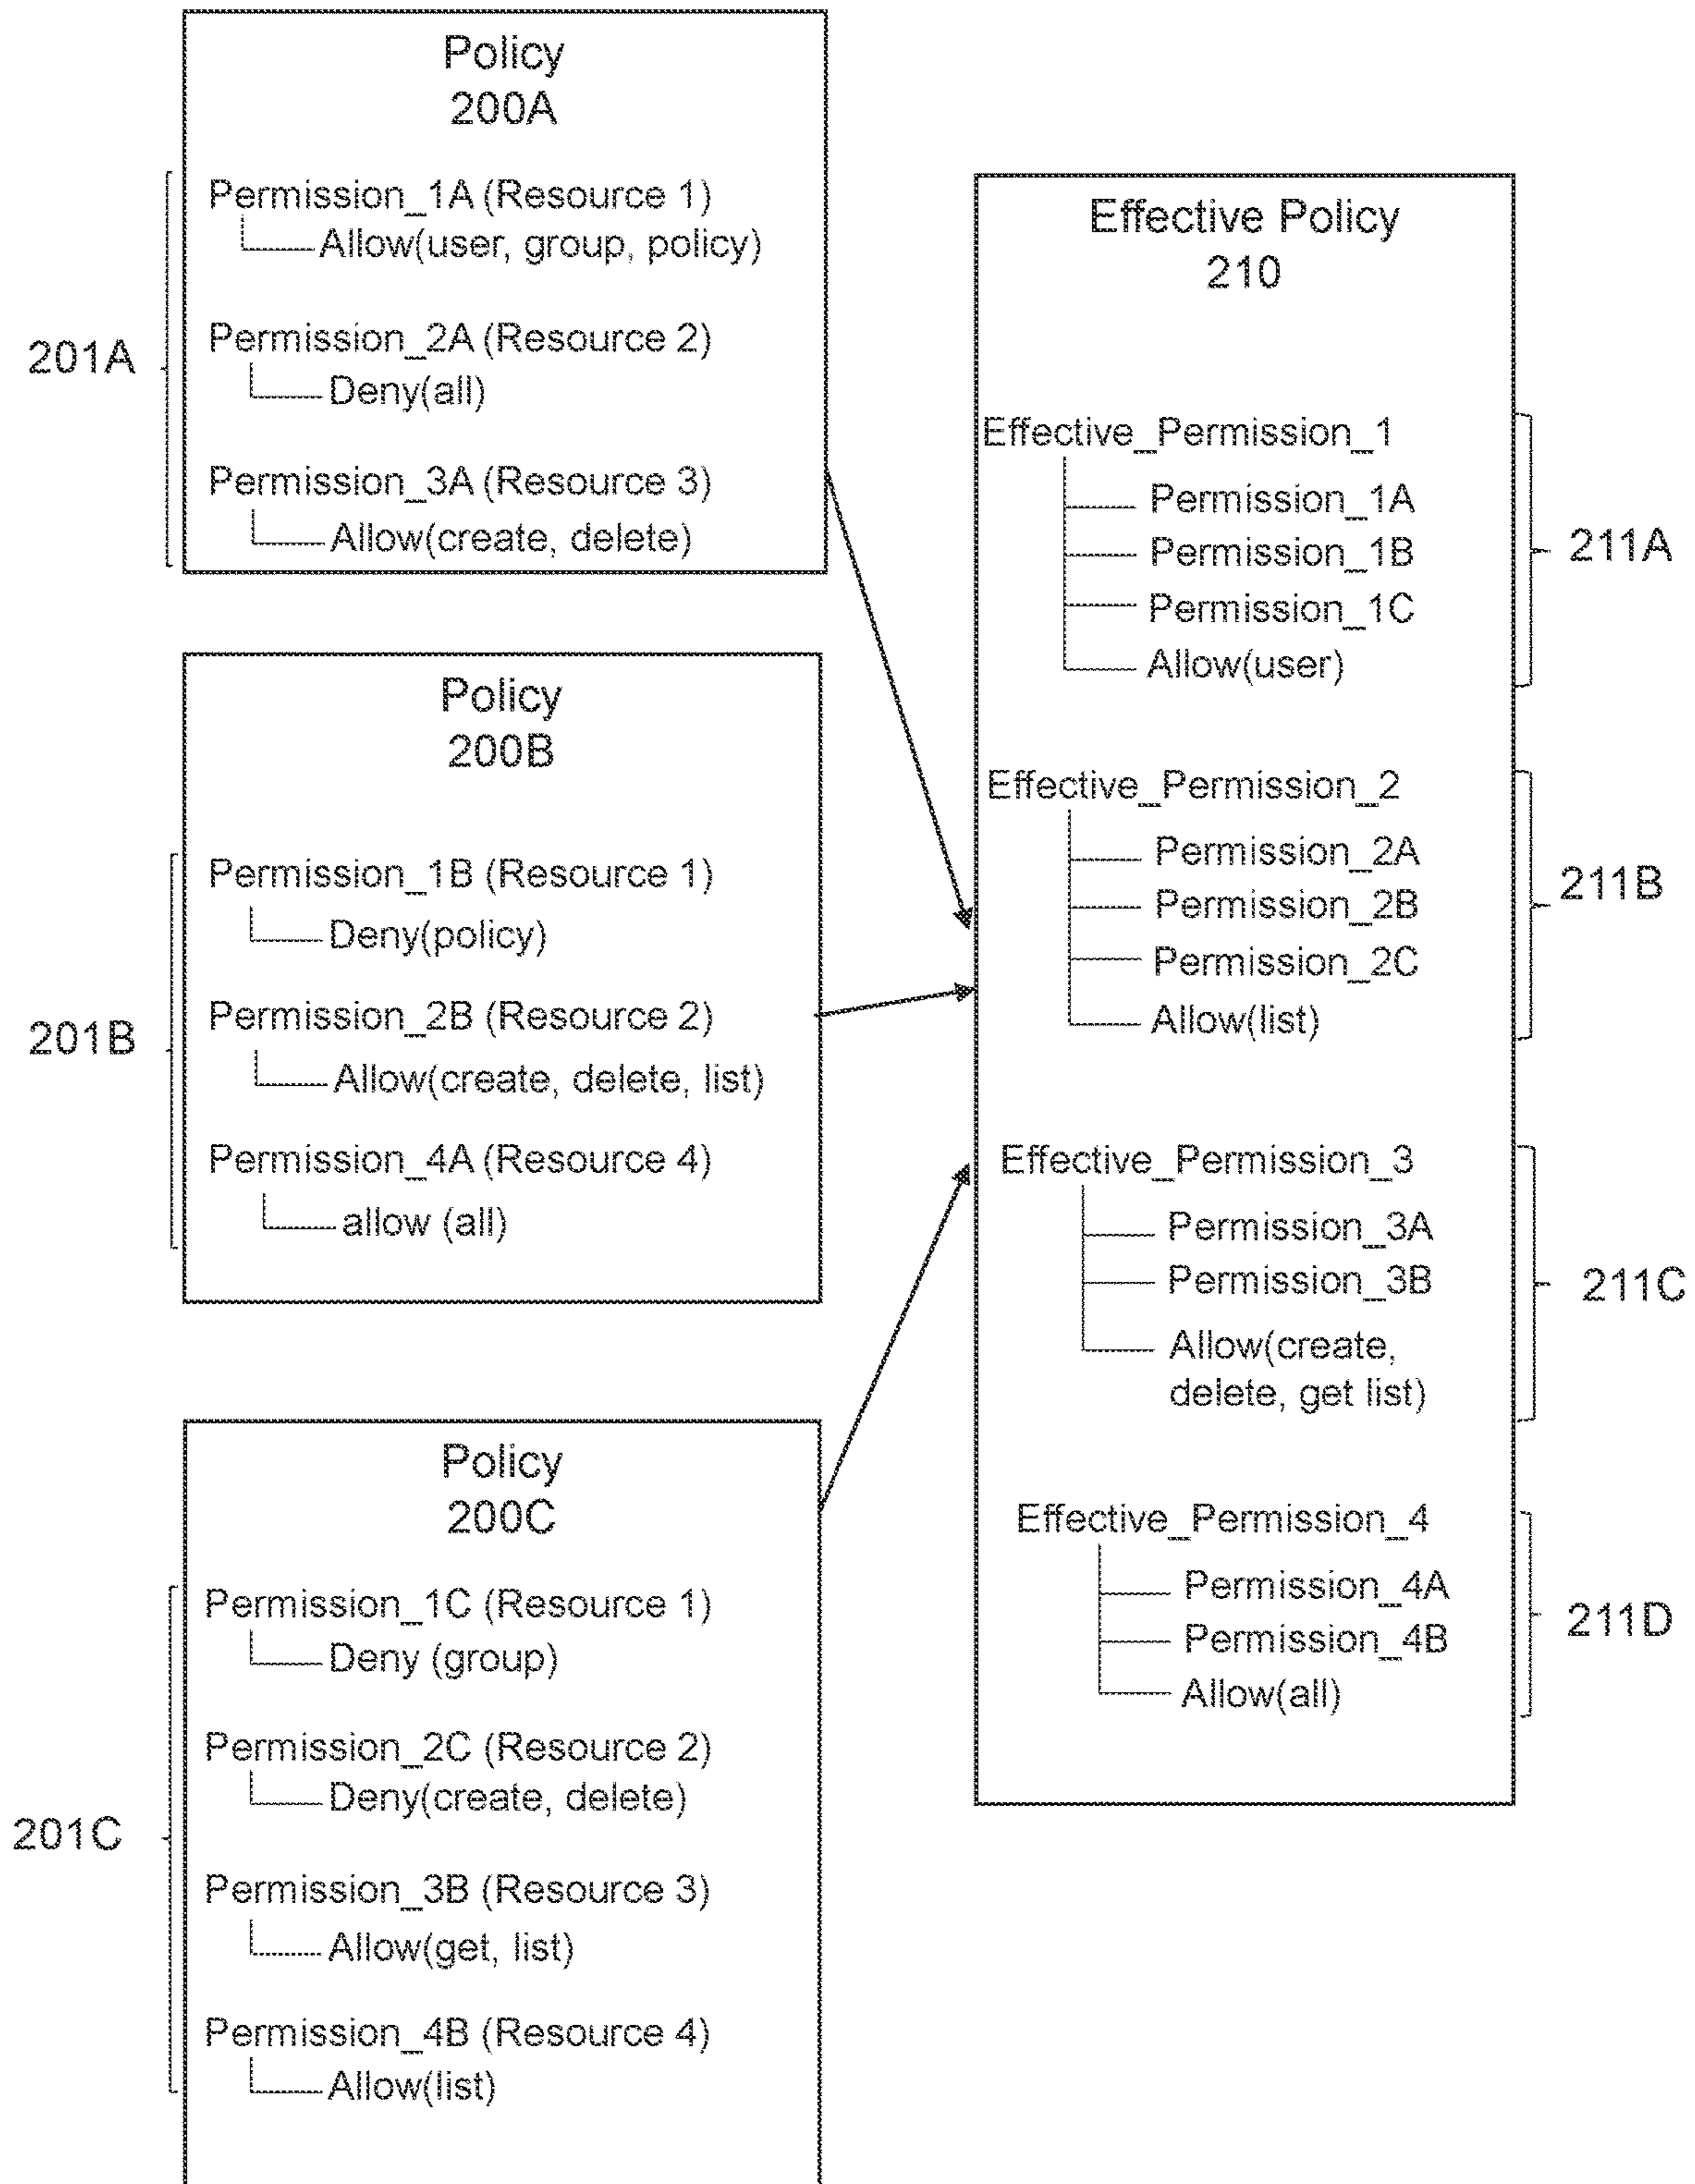 Policy
200A
201A
Permission_1A (Resource 1)
Allow(user, group, policy)
Permission_2A (Resource 2)
Deny(all)
Permission_3A (Resource 3)
Allow(create, delete)
Policy
200B
201B
Permission_1B (Resource 1)
Deny(policy)
Permission_2B (Resource 2)
Allow(create, delete, list)
Permission_4A (Resource 4)
allow (all)
Policy
200C
201C
Permission_1C (Resource 1)
Deny (group)
Permission_2C (Resource 2)
Deny(create, delete)
Permission_3B (Resource 3)
Allow(get, list)
Permission_4B (Resource 4)
Allow(list)
Effective Policy
210
Effective_Permission_1
Permission_1A
Permission_1B
Permission_1C
Allow(user)
211A
Effective_Permission_2
Permission_2A
Permission_2B
Permission_2C
Allow(list)
211B
Effective_Permission_3
Permission_3A
Permission_3B
Allow(create,
delete, get list)
211C
Effective_Permission_4
Permission_4A
Permission_4B
Allow(all)
211D